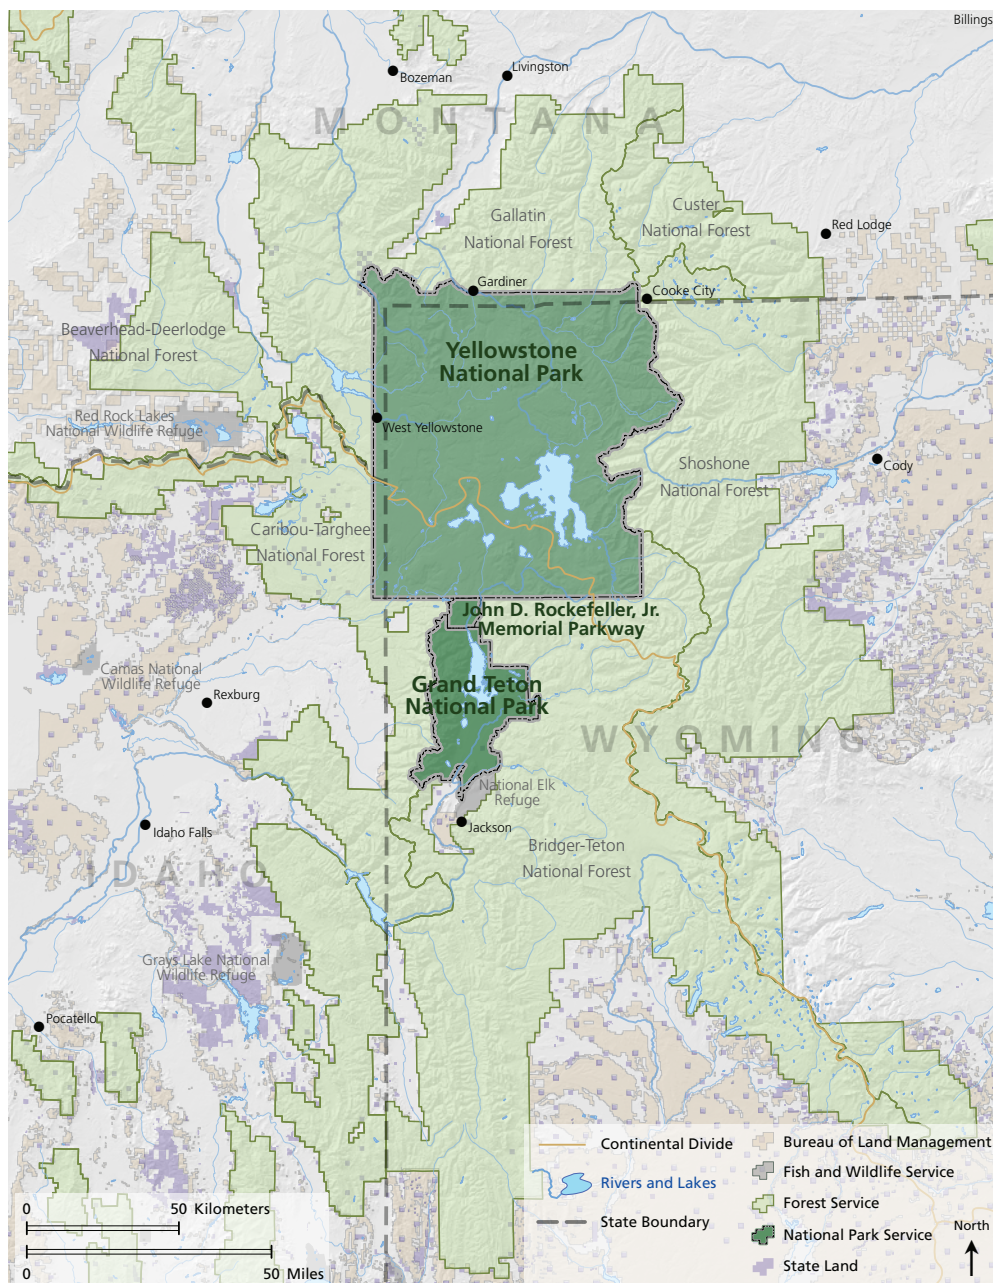 Billings
Livingston
Bozeman
MONTANA
Custer
National Forest
Gallatin
National Forest
Red Lodge
Gardiner
Cooke City
Beaverhead-Deerlodge
National Forest
Yellowstone
National Park
Red Rock Lakes
National Wildlife Refuge
West Yellowstone
Shoshone
National Forest
Cody
Caribou-Targhee
National Forest
John D. Rockefeller, Jr.
Memorial Parkway
Camas National
Wildlife Refuge
Rexburg
Grand Teton
National Park
WYOMING
National Elk
Refuge
Idaho Falls
Jackson
Bridger-Teton
National Forest
IDAHO
Grays Lake National
Wildlife Refuge
Pocatello
Continental Divide
Rivers and Lakes
State Boundary
Bureau of Land Management
Fish and Wildlife Service
Forest Service
National Park Service
State Land
North
0 50 Kilometers
0 50 Miles